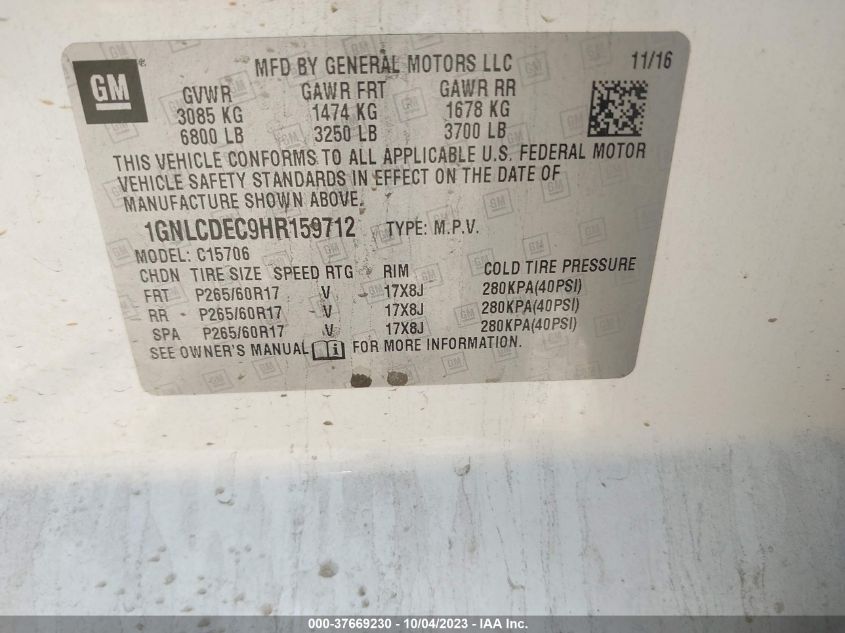 GM ®
MFD BY GENERAL MOTORS LLC 11/16
GVWR GAWR FRT GAWR RR
3085 KG 1474 KG 1678 KG
6800 LB 3250 LB 3700 LB
THIS VEHICLE CONFORMS TO ALL APPLICABLE U.S. FEDERAL MOTOR
VEHICLE SAFETY STANDARDS IN EFFECT ON THE DATE OF
MANUFACTURE SHOWN ABOVE.
1GNLCDEC9HR159712 TYPE: M.P.V.
MODEL: C15706
CHDN TIRE SIZE SPEED RTG RIM COLD TIRE PRESSURE
FRT P265/60R17 V 17X8J 280KPA(40PSI)
RR P265/60R17 V 17X8J 280KPA(40PSI)
SPA P265/60R17 V 17X8J 280KPA(40PSI)
SEE OWNER'S MANUAL i FOR MORE INFORMATION.
000-37669230 - 10/04/2023 - IAA Inc.